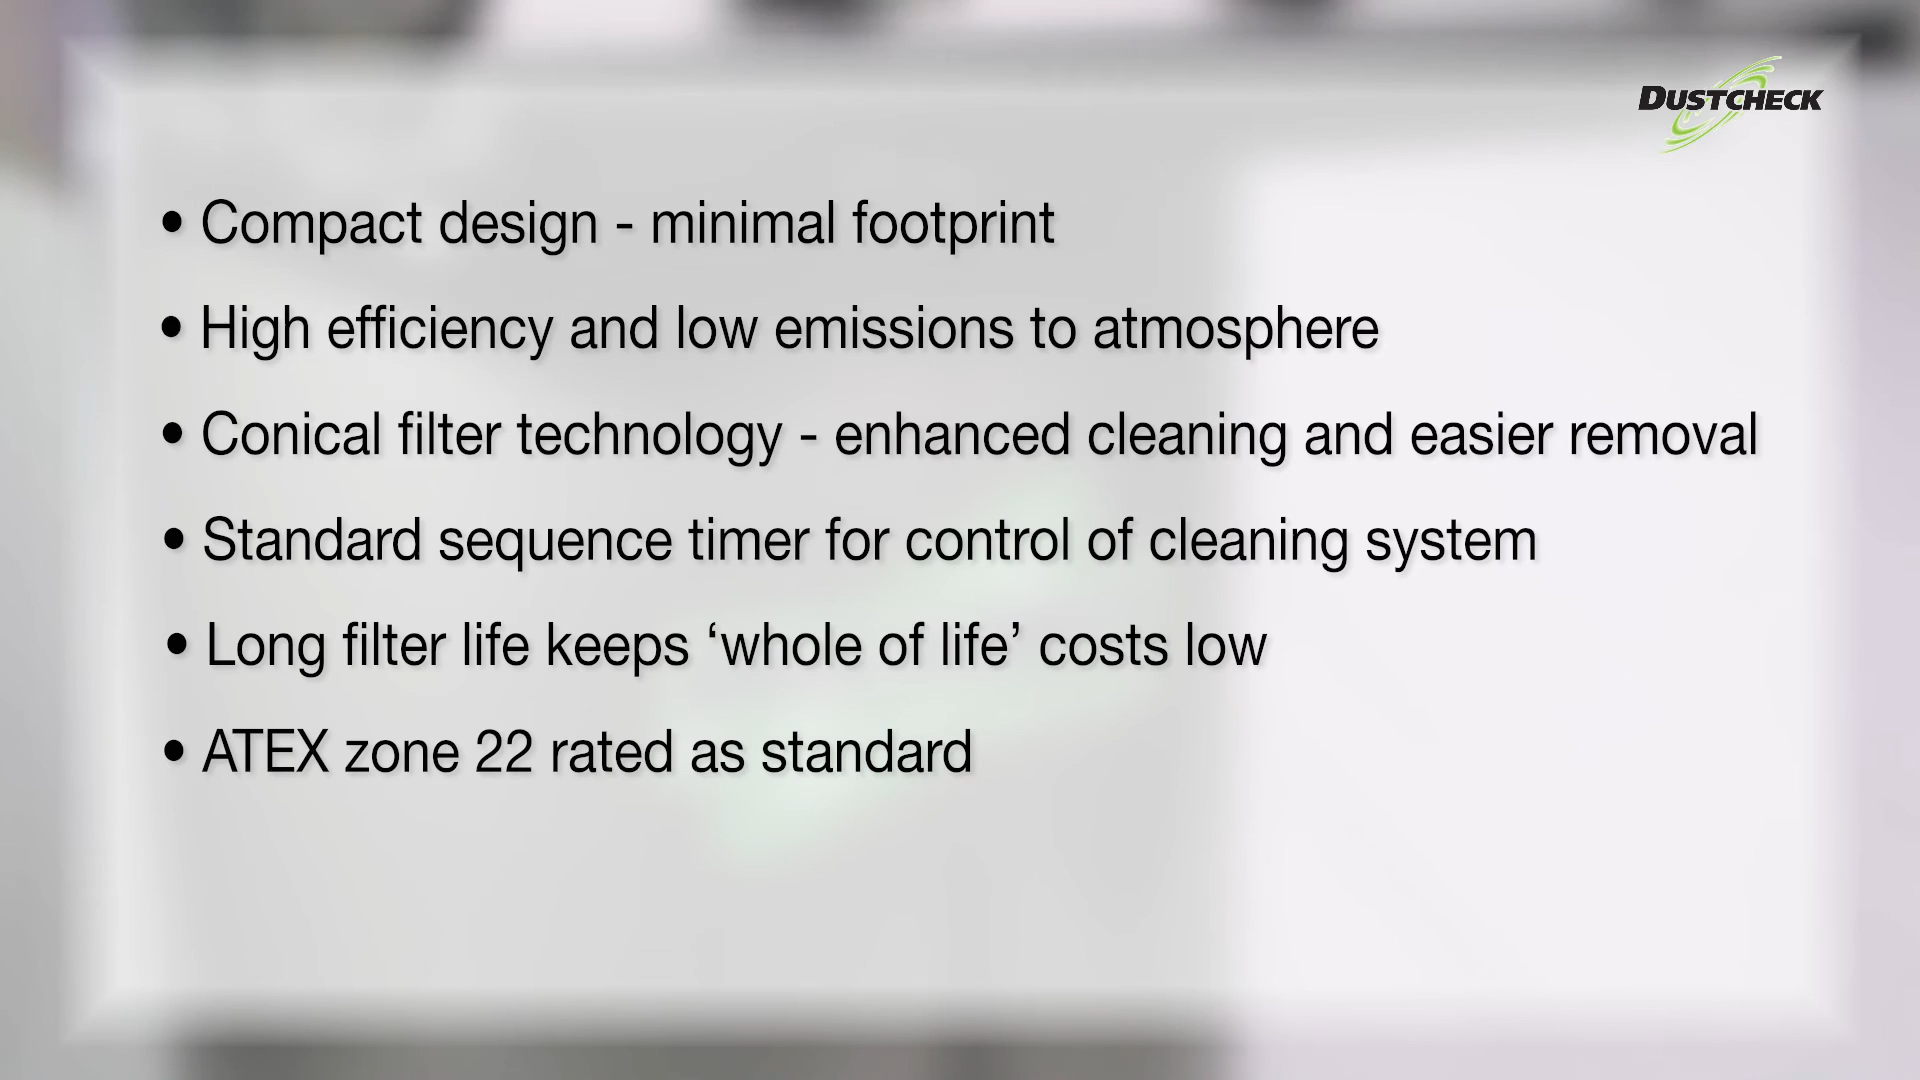 DUSTCHECK
• Compact design - minimal footprint
• High efficiency and low emissions to atmosphere
• Conical filter technology - enhanced cleaning and easier removal
• Standard sequence timer for control of cleaning system
• Long filter life keeps ‘whole of life’ costs low
• ATEX zone 22 rated as standard